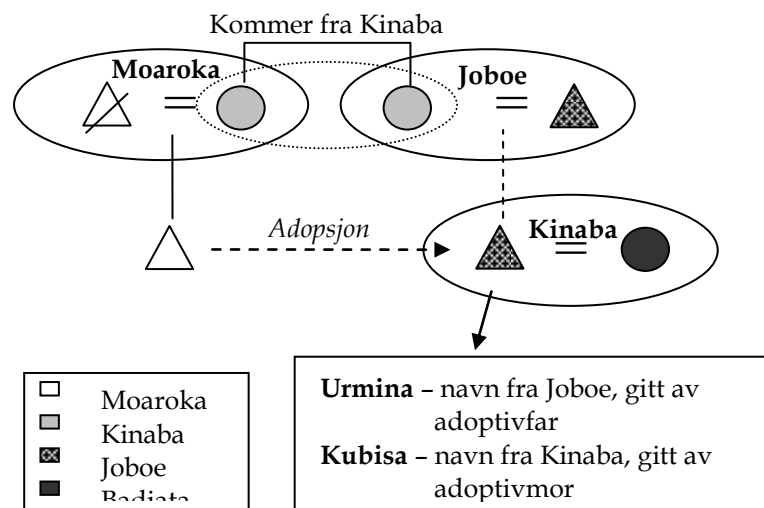 Kommer fra Kinaba
Moaroka
Joboe
Adopsjon
Kinaba
Moaroka
Kinaba
Joboe
Urmina – navn fra Joboe, gitt av
adoptivfar
Kubisa – navn fra Kinaba, gitt av
adoptivmor